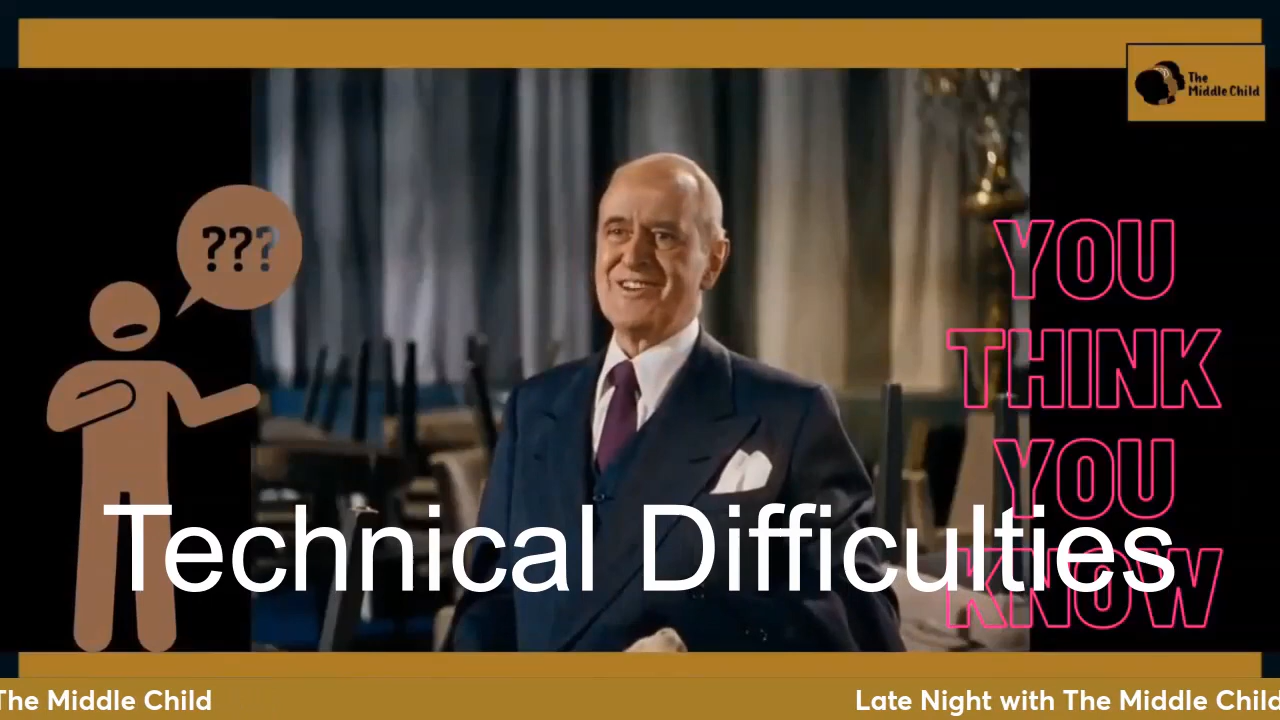 The
Middle Child
???
YOU
THINK
YOU
KNOW
Technical Difficulties
The Middle Child
Late Night with The Middle Child